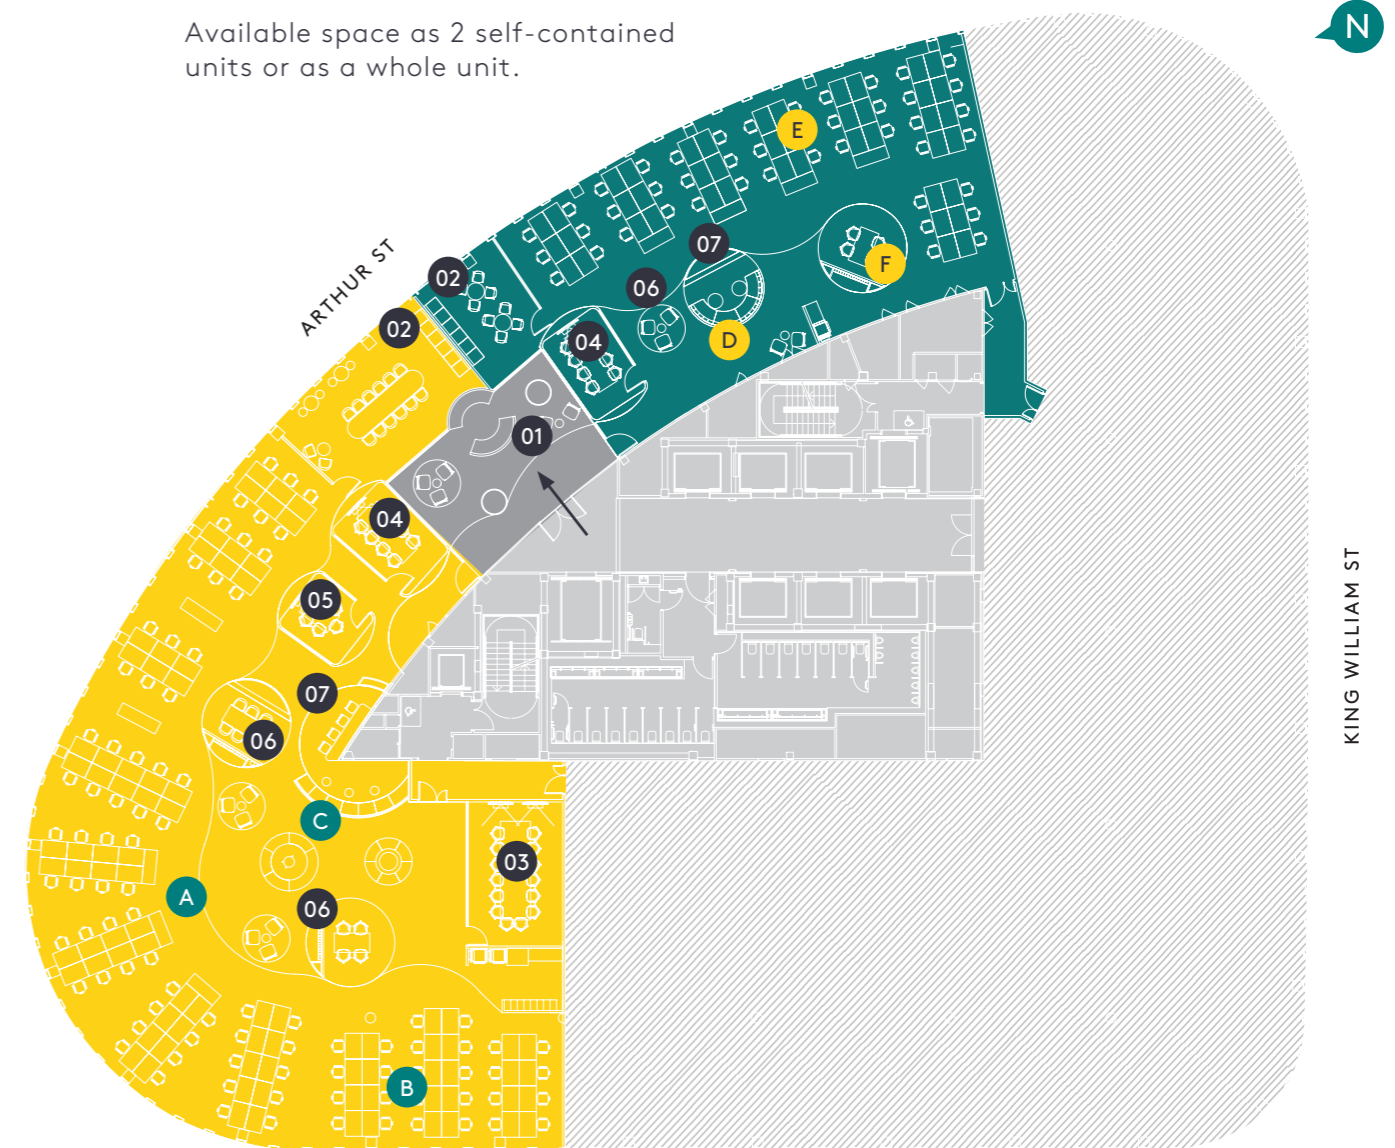 Available space as 2 self-contained
units or as a whole unit.
N
E
ARTHUR ST
02
07
F
06
02
D
04
01
04
KING WILLIAM ST
05
07
06
C
03
A
06
B